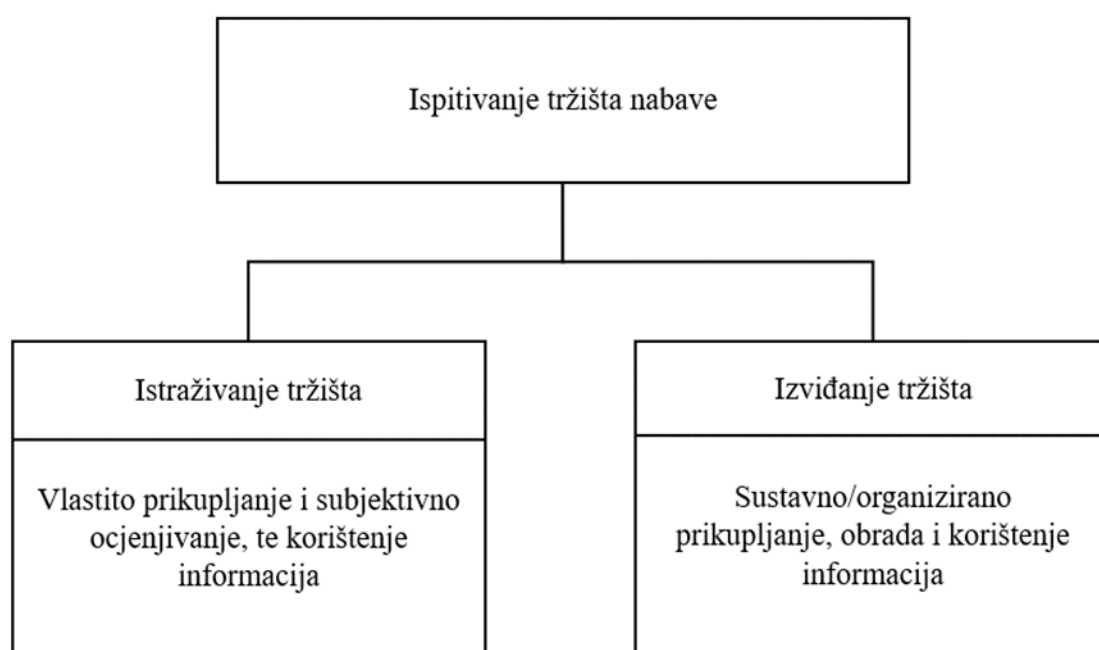 Ispitivanje tržišta nabave
Istraživanje tržišta
Vlastito prikupljanje i subjektivno
ocjenjivanje, te korištenje
informacija
Izviđanje tržišta
Sustavno/organizirano
prikupljanje, obrada i korištenje
informacija